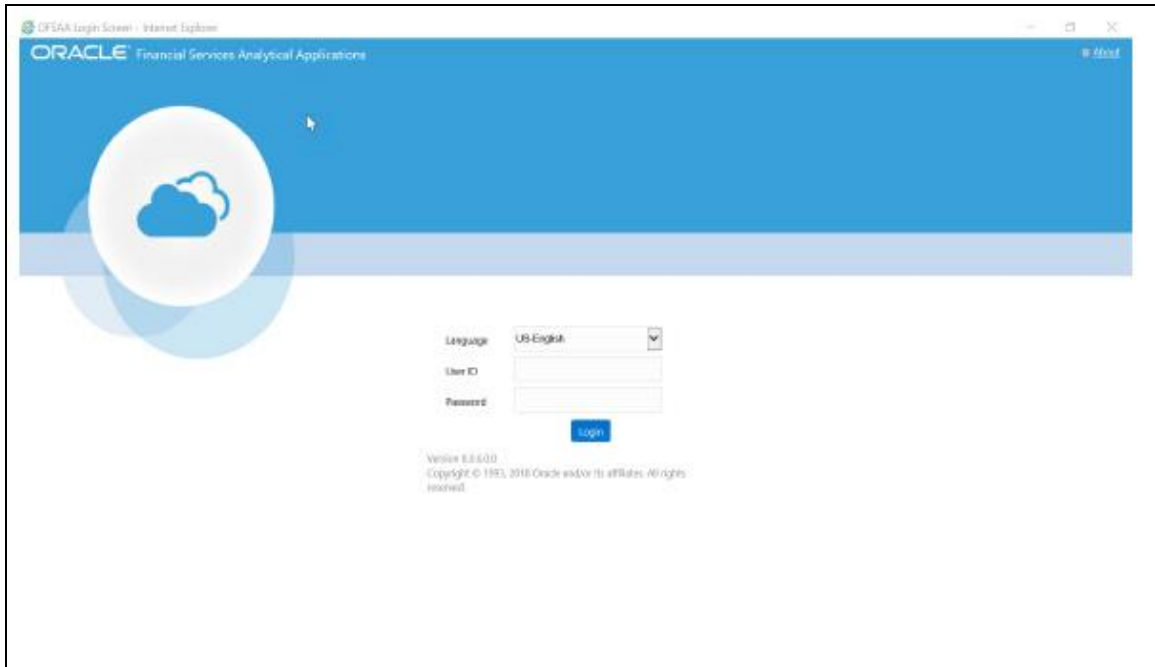 OFSAA Login Screen - Internet Explorer
ORACLE Financial Services Analytical Applications
About
Language US-English
User ID
Password
Login
Version 8.0.6.0.0
Copyright © 1993, 2018 Oracle and/or its affiliates. All rights
reserved.